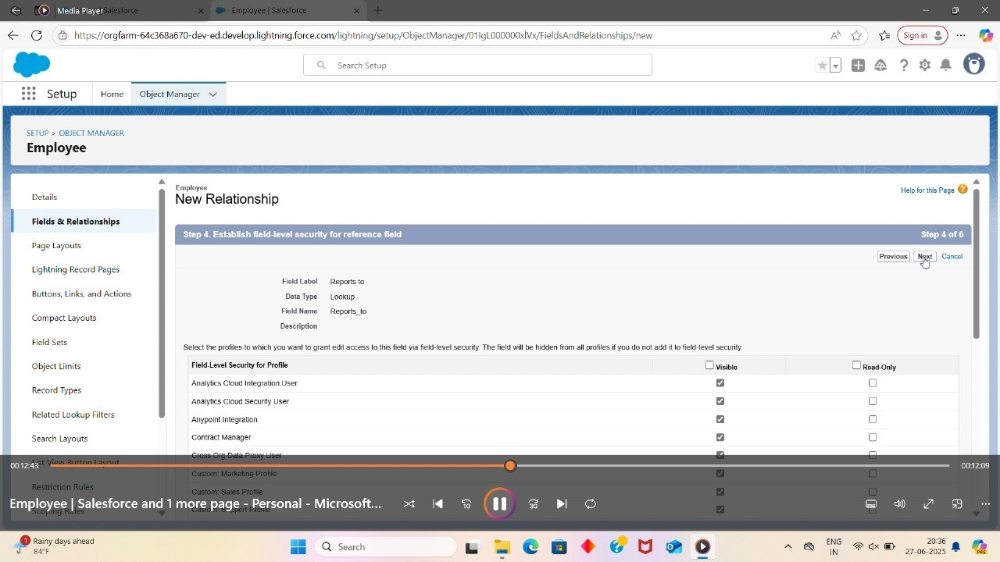 Media Player
Salesforce
Employee | Salesforce
https://orgfarm-64c368a670-dev-ed.develop.lightning.force.com/lightning/setup/ObjectManager/01IgL000000xlVx/FieldsAndRelationships/new
Sign in
Search Setup
Setup
Home
Object Manager
SETUP > OBJECT MANAGER
Employee
Details
Fields & Relationships
Page Layouts
Lightning Record Pages
Buttons, Links, and Actions
Compact Layouts
Field Sets
Object Limits
Record Types
Related Lookup Filters
Search Layouts
List View Button Layout
Restriction Rules
Scoping Rules
Employee
New Relationship
Help for this Page
Step 4. Establish field-level security for reference field
Step 4 of 6
Previous
Next
Cancel
Field Label Reports to
Data Type Lookup
Field Name Reports_to
Description
Select the profiles to which you want to grant edit access to this field via field-level security. The field will be hidden from all profiles if you do not add it to field-level security.
Field-Level Security for Profile Visible Read-Only
Analytics Cloud Integration User
Analytics Cloud Security User
Anypoint Integration
Contract Manager
Cross Org Data Proxy User
Custom: Marketing Profile
Custom: Sales Profile
Custom: Support Profile
00:12:43
00:12:09
Employee | Salesforce and 1 more page - Personal - Microsoft...
10
30
1
Rainy days ahead
84°F
Search
ENG
IN
20:36
27-06-2025
PRE